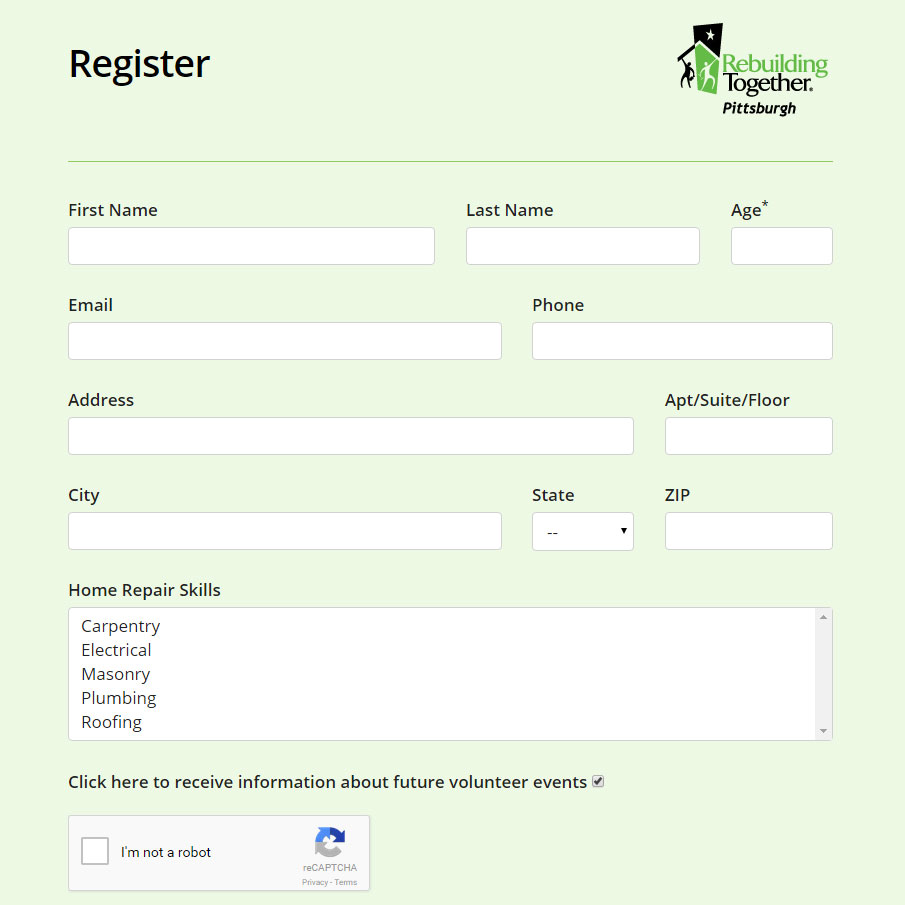 Register
Rebuilding
Together.
Pittsburgh
First Name Last Name Age*
Email Phone
Address Apt/Suite/Floor
City State ZIP
--
Home Repair Skills
Carpentry
Electrical
Masonry
Plumbing
Roofing
Click here to receive information about future volunteer events
I'm not a robot
reCAPTCHA
Privacy - Terms